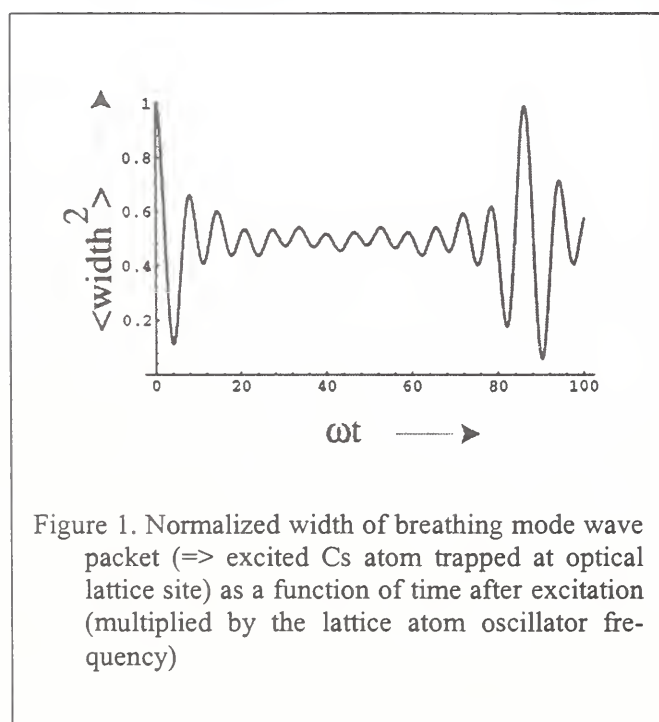 1
0.8
0.6
0.4
0.2
<width²>
0 20 40 60 80 100
ωt
Figure 1. Normalized width of breathing mode wave
packet (=> excited Cs atom trapped at optical
lattice site) as a function of time after excitation
(multiplied by the lattice atom oscillator fre-
quency)